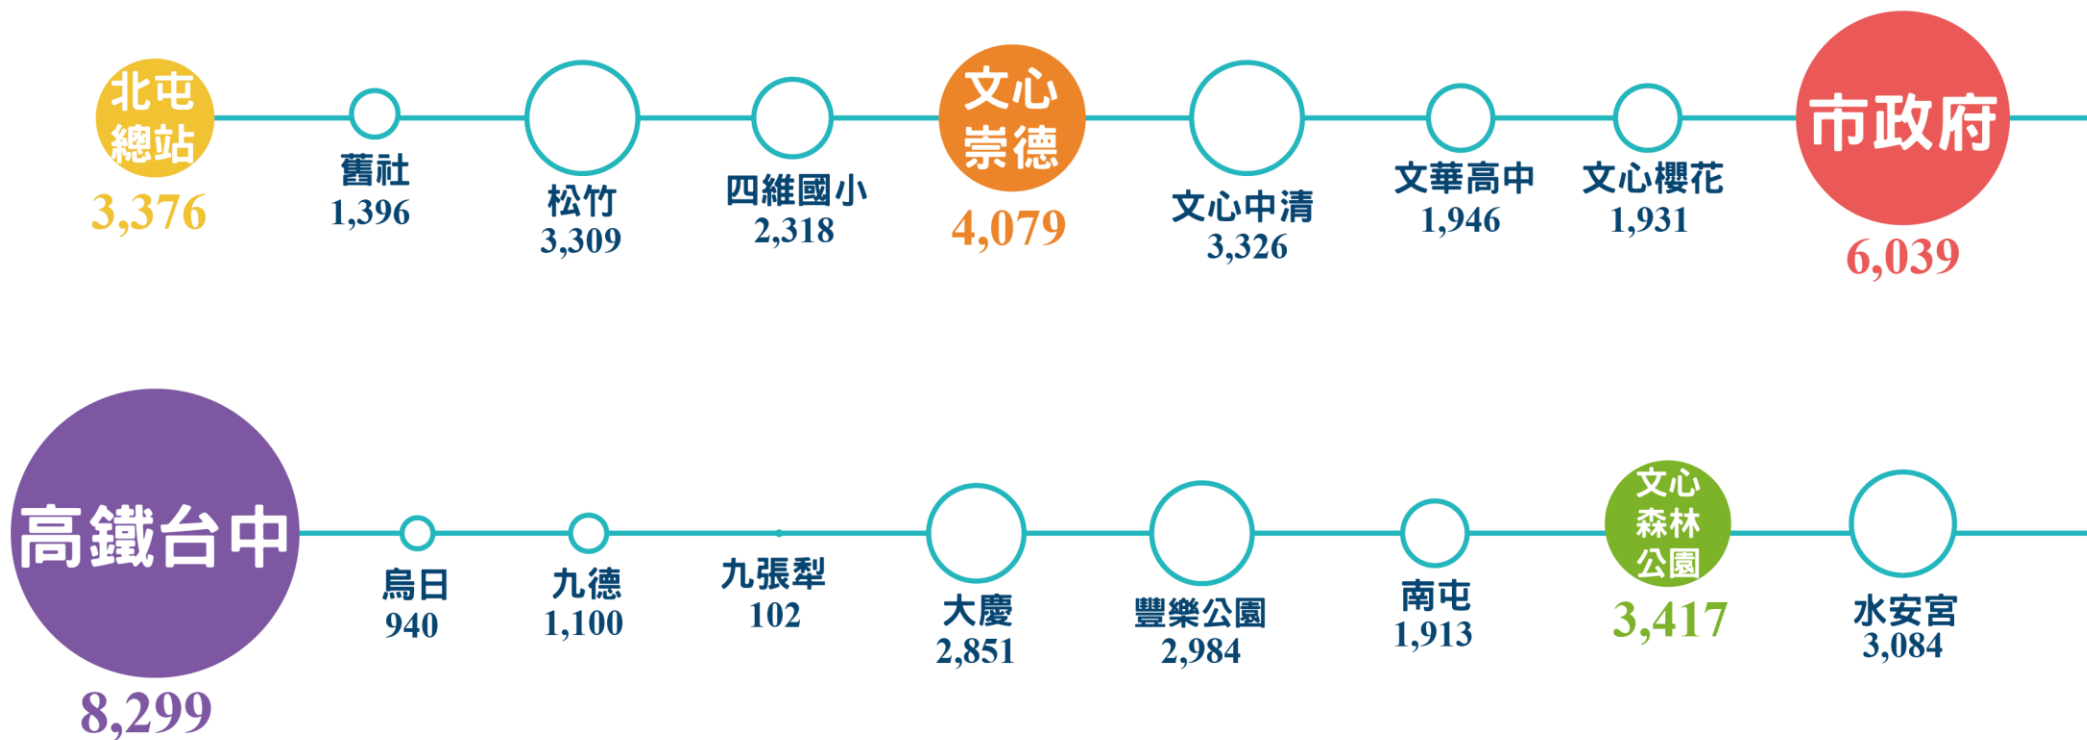 北屯
總站
3,376
舊社
1,396
松竹
3,309
四維國小
2,318
文心
崇德
4,079
文心中清
3,326
文華高中
1,946
文心櫻花
1,931
市政府
6,039
高鐵台中
8,299
烏日
940
九德
1,100
九張犁
102
大慶
2,851
豐樂公園
2,984
南屯
1,913
文心
森林
公園
3,417
水安宮
3,084